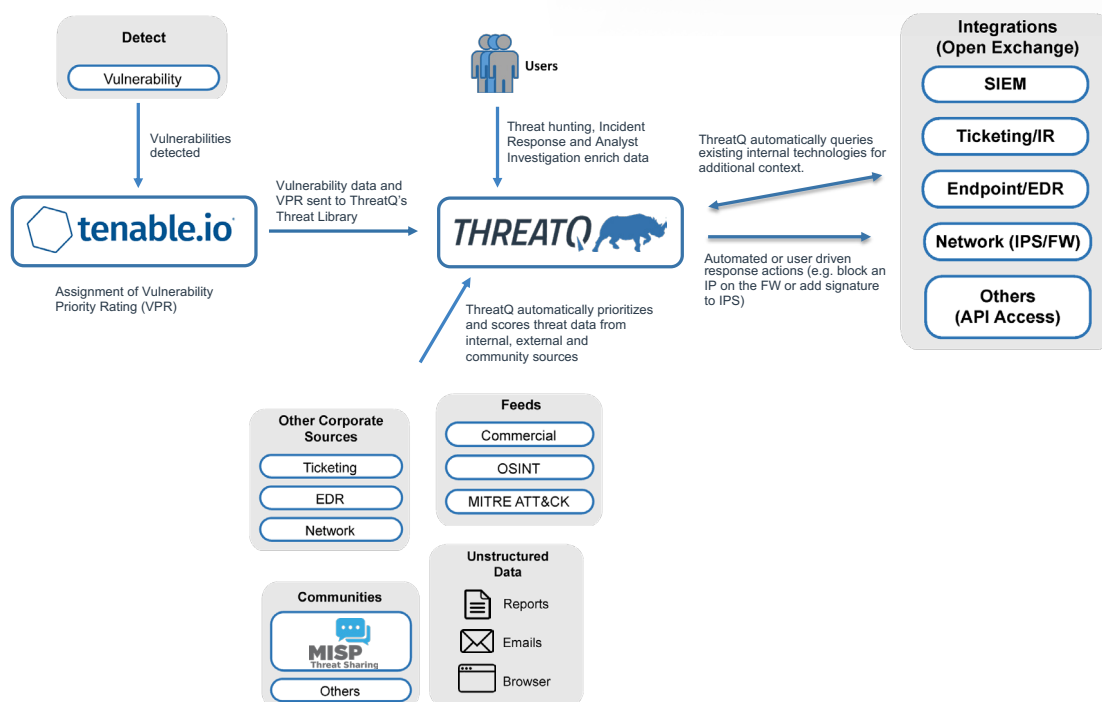 Detect
Vulnerability
Vulnerabilities
detected
tenable.io
Assignment of Vulnerability
Priority Rating (VPR)
Vulnerability data and
VPR sent to ThreatQ's
Threat Library
Users
Threat hunting, Incident
Response and Analyst
Investigation enrich data
THREATQ
ThreatQ automatically prioritizes
and scores threat data from
internal, external and
community sources
ThreatQ automatically queries
existing internal technologies for
additional context.
Automated or user driven
response actions (e.g. block an
IP on the FW or add signature
to IPS)
Integrations
(Open Exchange)
SIEM
Ticketing/IR
Endpoint/EDR
Network (IPS/FW)
Others
(API Access)
Other Corporate
Sources
Ticketing
EDR
Network
Feeds
Commercial
OSINT
MITRE ATT&CK
Communities
MISP
Threat Sharing
Others
Unstructured
Data
Reports
Emails
Browser